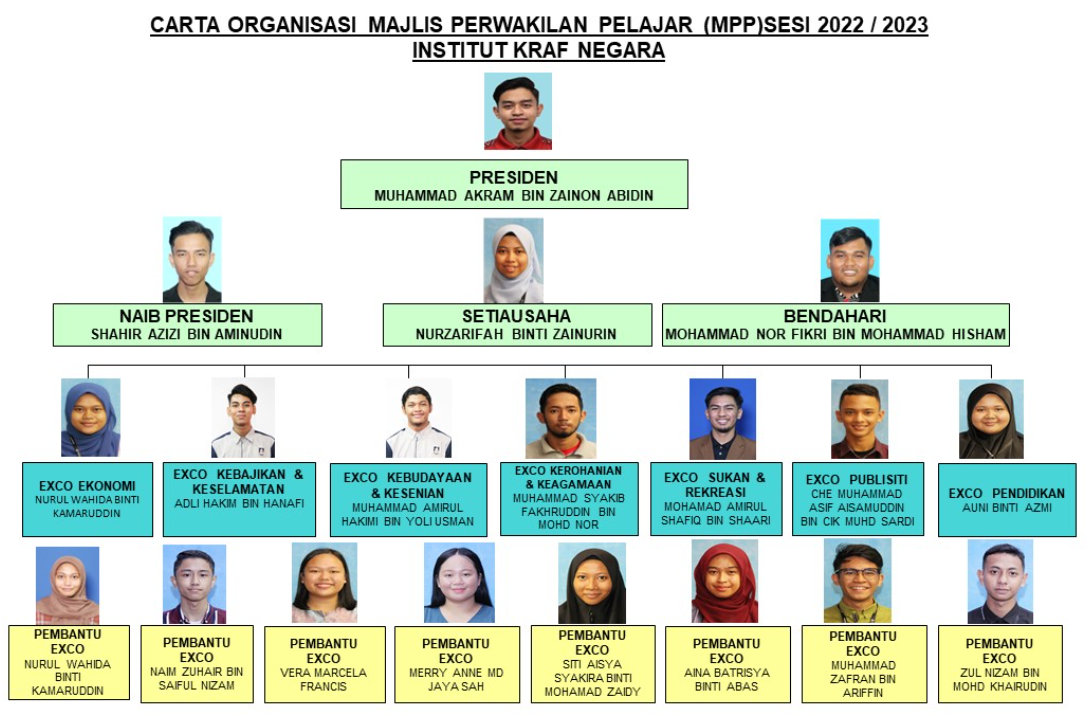 CARTA ORGANISASI MAJLIS PERWAKILAN PELAJAR (MPP)SESI 2022 / 2023
INSTITUT KRAF NEGARA
PRESIDEN
MUHAMMAD AKRAM BIN ZAINON ABIDIN
NAIB PRESIDEN
SHAHIR AZIZI BIN AMINUDIN
SETIAUSAHA
NURZARIFAH BINTI ZAINURIN
BENDAHARI
MOHAMMAD NOR FIKRI BIN MOHAMMAD HISHAM
EXCO EKONOMI
NURUL WAHIDA BINTI
KAMARUDDIN
EXCO KEBAJIKAN &
KESELAMATAN
ADLI HAKIM BIN HANAFI
EXCO KEBUDAYAAN
& KESENIAN
MUHAMMAD AMIRUL
HAKIMI BIN YOLI USMAN
EXCO KEROHANIAN
& KEAGAMAAN
MUHAMMAD SYAKIB
FAKHRUDDIN BIN
MOHD NOR
EXCO SUKAN &
REKREASI
MOHAMAD AMIRUL
SHAFIQ BIN SHAARI
EXCO PUBLISITI
CHE MUHAMMAD
ASIF AISAMUDDIN
BIN CIK MUHD SARDI
EXCO PENDIDIKAN
AUNI BINTI AZMI
PEMBANTU
EXCO
NURUL WAHIDA
BINTI
KAMARUDDIN
PEMBANTU
EXCO
NAIM ZUHAIR BIN
SAIFUL NIZAM
PEMBANTU
EXCO
VERA MARCELA
FRANCIS
PEMBANTU
EXCO
MERRY ANNE MD
JAYA SAH
PEMBANTU
EXCO
SITI AISYA
SYAKIRA BINTI
MOHAMAD ZAIDY
PEMBANTU
EXCO
AINA BATRISYA
BINTI ABAS
PEMBANTU
EXCO
MUHAMMAD
ZAFRAN BIN
ARIFFIN
PEMBANTU
EXCO
ZUL NIZAM BIN
MOHD KHAIRUDIN